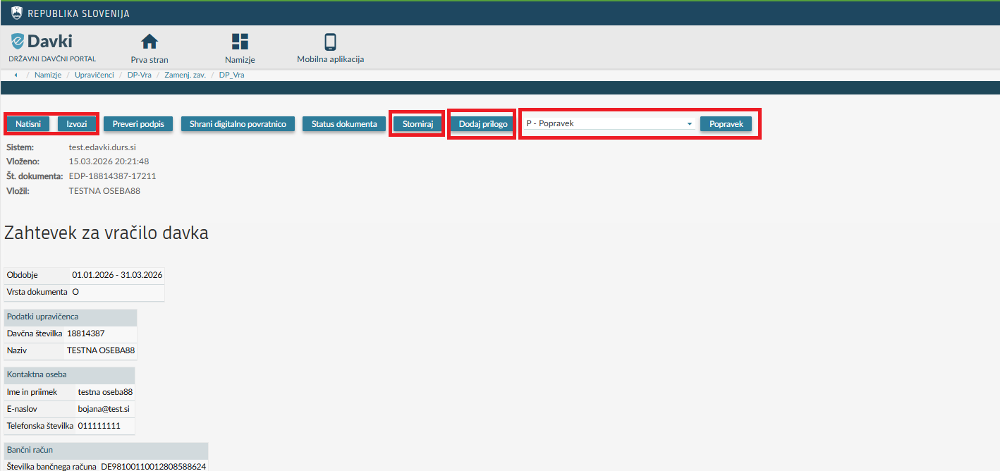 REPUBLIKA SLOVENIJA
eDavki
DRŽAVNI DAVČNI PORTAL
Prva stran
Namizje
Mobilna aplikacija
/ Namizje / Upravičenci / DP-Vra / Zamenj. zav. / DP_Vra
Natisni Izvozi Preveri podpis Shrani digitalno povratnico Status dokumenta Storniraj Dodaj prilogo P - Popravek Popravek
Sistem: test.edavki.durs.si
Vloženo: 15.03.2026 20:21:48
Št. dokumenta: EDP-18814387-17211
Vložil: TESTNA OSEBA88
Zahtevek za vračilo davka
Obdobje 01.01.2026 - 31.03.2026
Vrsta dokumenta O
Podatki upravičenca
Davčna številka 18814387
Naziv TESTNA OSEBA88
Kontaktna oseba
Ime in priimek testna oseba88
E-naslov bojana@test.si
Telefonska številka 011111111
Bančni račun
Številka bančnega računa DE98100110012808588624